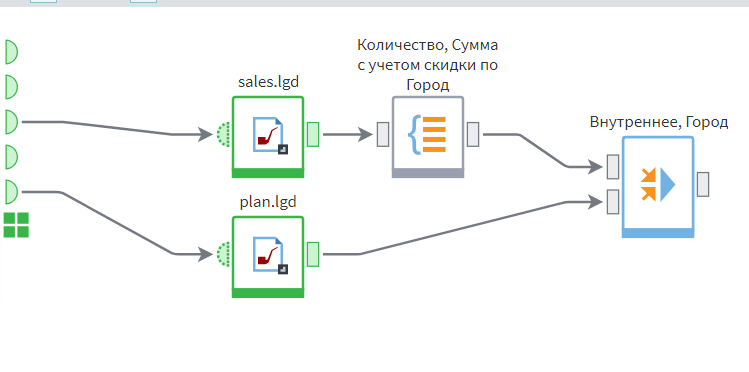 Количество, Сумма
с учетом скидки по
Город
sales.lgd
Внутреннее, Город
plan.lgd